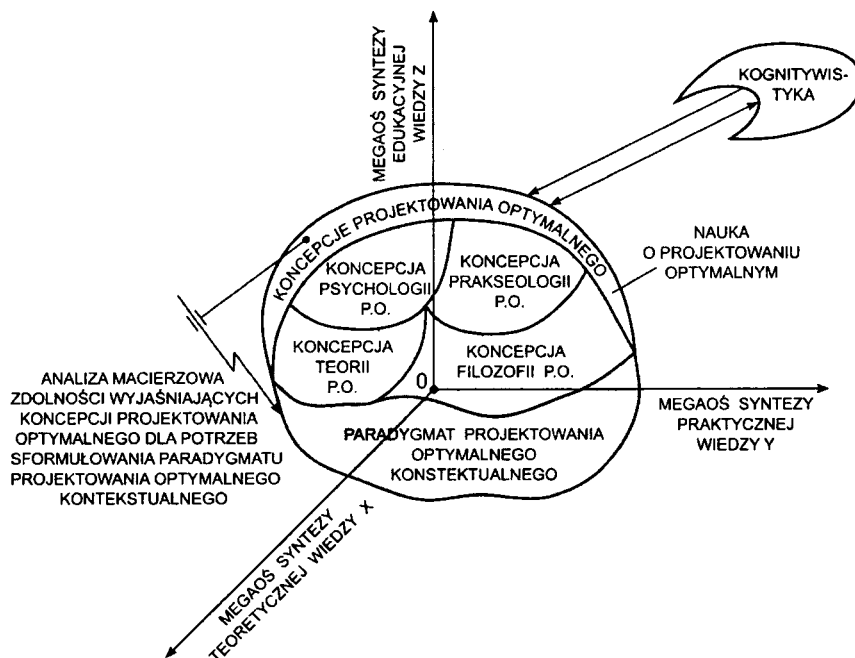 MEGAOŚ SYNTEZY
EDUKACYJNEJ
WIEDZY Z
KOGNITYWIS-
TYKA
KONCEPCJE PROJEKTOWANIA OPTYMALNEGO
NAUKA
O PROJEKTOWANIU
OPTYMALNYM
KONCEPCJA
PSYCHOLOGII
P.O.
KONCEPCJA
PRAKSEOLOGII
P.O.
KONCEPCJA
TEORII
P.O.
KONCEPCJA
FILOZOFII P.O.
0
ANALIZA MACIERZOWA
ZDOLNOŚCI WYJAŚNIAJĄCYCH
KONCEPCJI PROJEKTOWANIA
OPTYMALNEGO DLA POTRZEB
SFORMUŁOWANIA PARADYGMATU
PROJEKTOWANIA OPTYMALNEGO
KONTEKSTUALNEGO
PARADYGMAT PROJEKTOWANIA
OPTYMALNEGO
KONSTEKTUALNEGO
MEGAOŚ SYNTEZY
PRAKTYCZNEJ
WIEDZY Y
MEGAOŚ SYNTEZY
TEORETYCZNEJ WIEDZY X